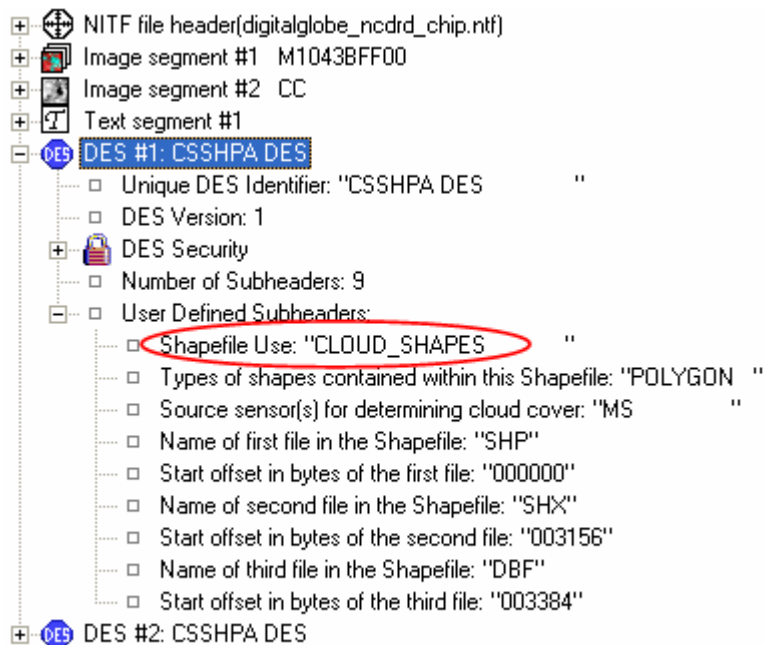 NITF file header(digitalglobe_ncdrd_chip.ntf)
Image segment #1 M1043BFF00
Image segment #2 CC
T Text segment #1
DES DES #1: CSSHPA DES
Unique DES Identifier: "CSSHPA DES "
DES Version: 1
DES Security
Number of Subheaders: 9
User Defined Subheaders:
Shapefile Use: "CLOUD_SHAPES "
Types of shapes contained within this Shapefile: "POLYGON "
Source sensor(s) for determining cloud cover: "MS "
Name of first file in the Shapefile: "SHP"
Start offset in bytes of the first file: "000000"
Name of second file in the Shapefile: "SHX"
Start offset in bytes of the second file: "003156"
Name of third file in the Shapefile: "DBF"
Start offset in bytes of the third file: "003384"
DES DES #2: CSSHPA DES